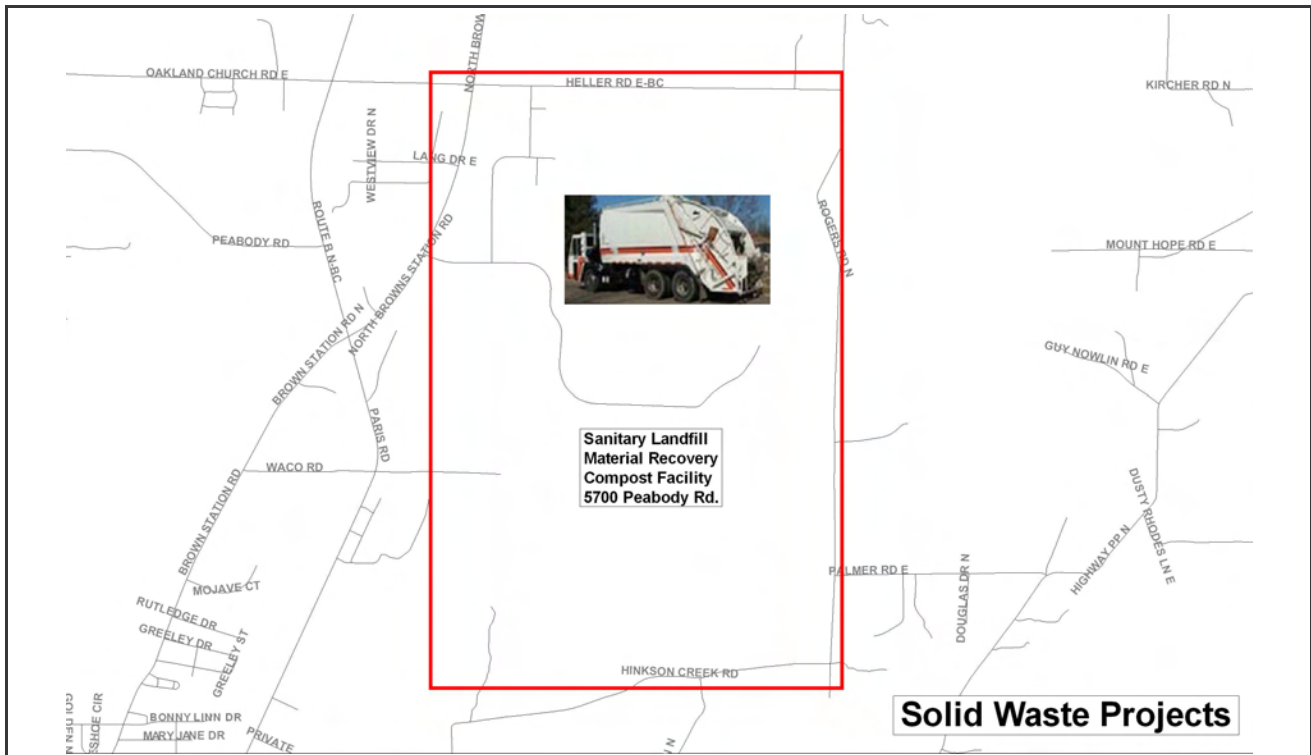 NORTH BROW
OAKLAND CHURCH RD E
HELLER RD E-BC
KIRCHER RD N
WESTVIEW DR N
LANG DR E
ROUTE B N-BC
PEABODY RD
NORTH BROWNS STATION RD
ROGERS RD N
MOUNT HOPE RD E
BROWN STATION RD N
GUY NOWLIN RD E
PARIS RD
Sanitary Landfill
Material Recovery
Compost Facility
5700 Peabody Rd.
WACO RD
BROWN STATION RD
DUSTY RHODES LN E
HIGHWAY PP N
PALMER RD E
DOUGLAS DR N
MOJAVE CT
RUTLEDGE DR
GREELEY DR
GREELEY ST
HINKSON CREEK RD
Solid Waste Projects
GOLDEN N
ESHOE CIR
BONNY LINN DR
MARY JANE DR
PRIVATE
N